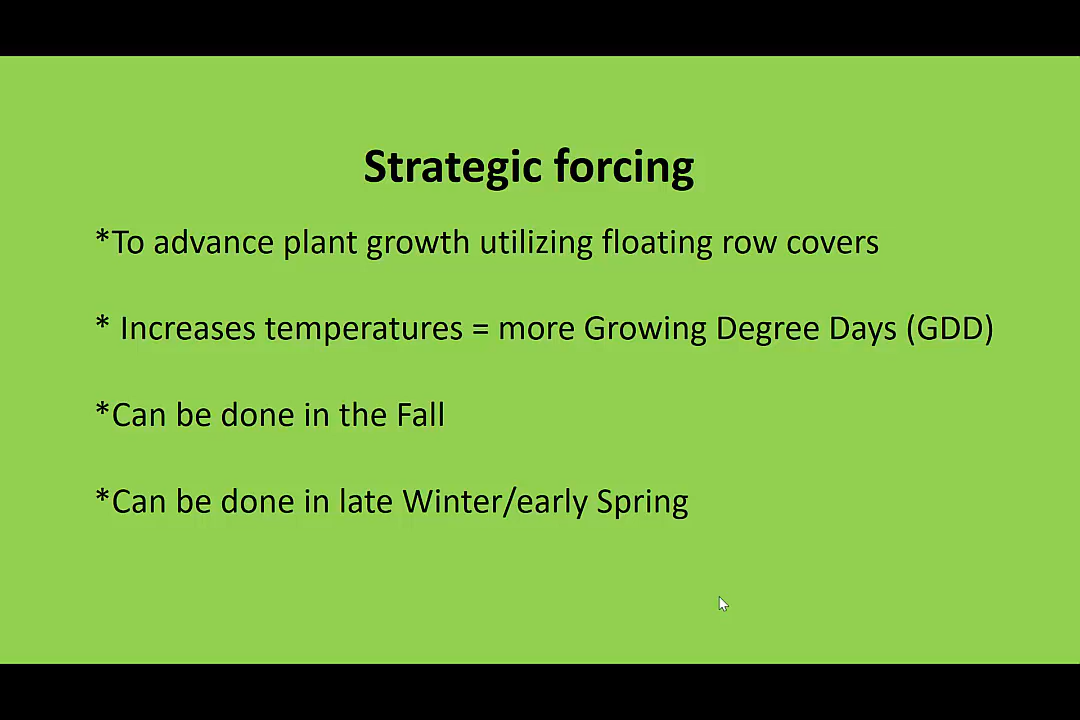 Strategic forcing
*To advance plant growth utilizing floating row covers
* Increases temperatures = more Growing Degree Days (GDD)
*Can be done in the Fall
*Can be done in late Winter/early Spring